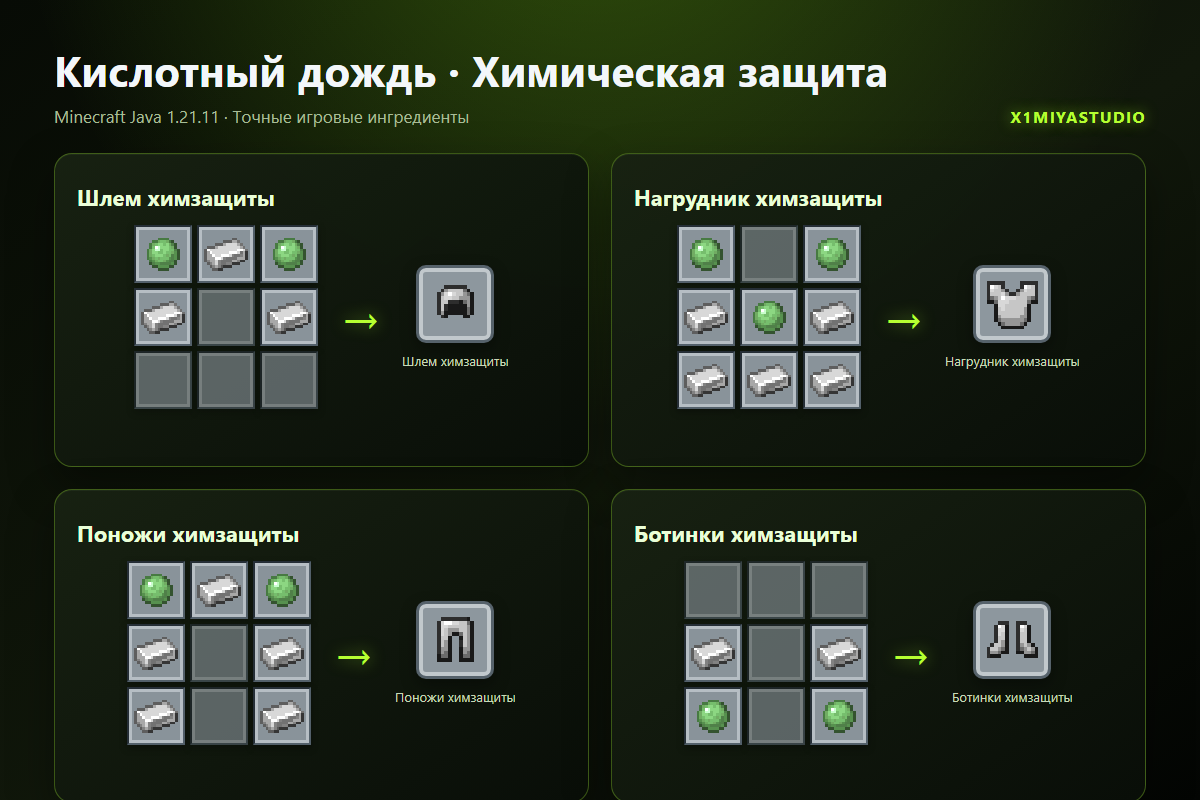 Кислотный дождь · Химическая защита
Minecraft Java 1.21.11 · Точные игровые ингредиенты
X1MIYASTUDIO
Шлем химзащиты
Шлем химзащиты
Нагрудник химзащиты
Нагрудник химзащиты
Поножи химзащиты
Поножи химзащиты
Ботинки химзащиты
Ботинки химзащиты